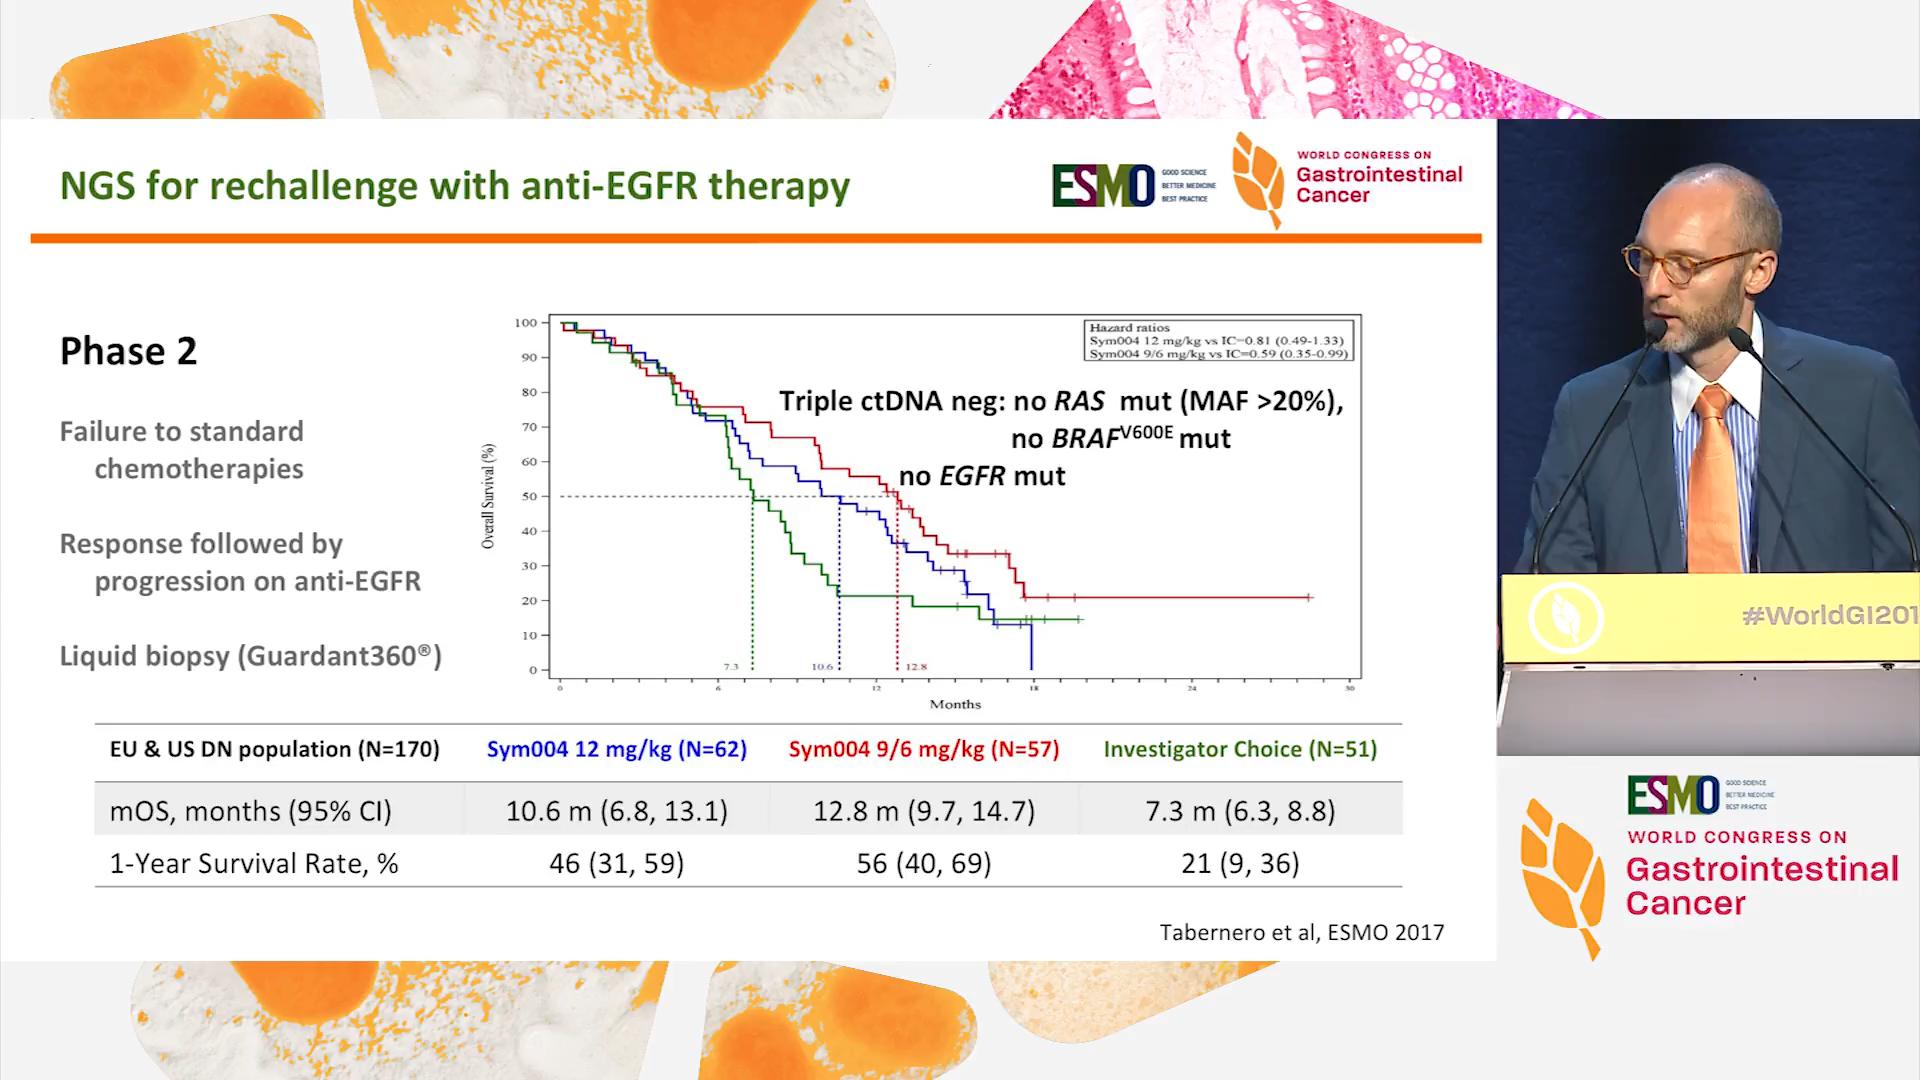 NGS for rechallenge with anti-EGFR therapy
ESMO
GOOD SCIENCE
BETTER MEDICINE
BEST PRACTICE
WORLD CONGRESS ON
Gastrointestinal
Cancer
Phase 2
Failure to standard
chemotherapies
Response followed by
progression on anti-EGFR
Liquid biopsy (Guardant360®)
Hazard ratios
Sym004 12 mg/kg vs IC=0.81 (0.49-1.33)
Sym004 9/6 mg/kg vs IC=0.59 (0.35-0.99)
Triple ctDNA neg: no RAS mut (MAF >20%),
no BRAFV600E mut
no EGFR mut
Overall Survival (%)
100
90
80
70
60
50
40
30
20
10
0
7.3 10.6 12.8
0 6 12 18 24 30
Months
EU & US DN population (N=170) Sym004 12 mg/kg (N=62) Sym004 9/6 mg/kg (N=57) Investigator Choice (N=51)
mOS, months (95% CI) 10.6 m (6.8, 13.1) 12.8 m (9.7, 14.7) 7.3 m (6.3, 8.8)
1-Year Survival Rate, % 46 (31, 59) 56 (40, 69) 21 (9, 36)
Tabernero et al, ESMO 2017
#WorldGI201
ESMO
GOOD SCIENCE
BETTER MEDICINE
BEST PRACTICE
WORLD CONGRESS ON
Gastrointestinal
Cancer